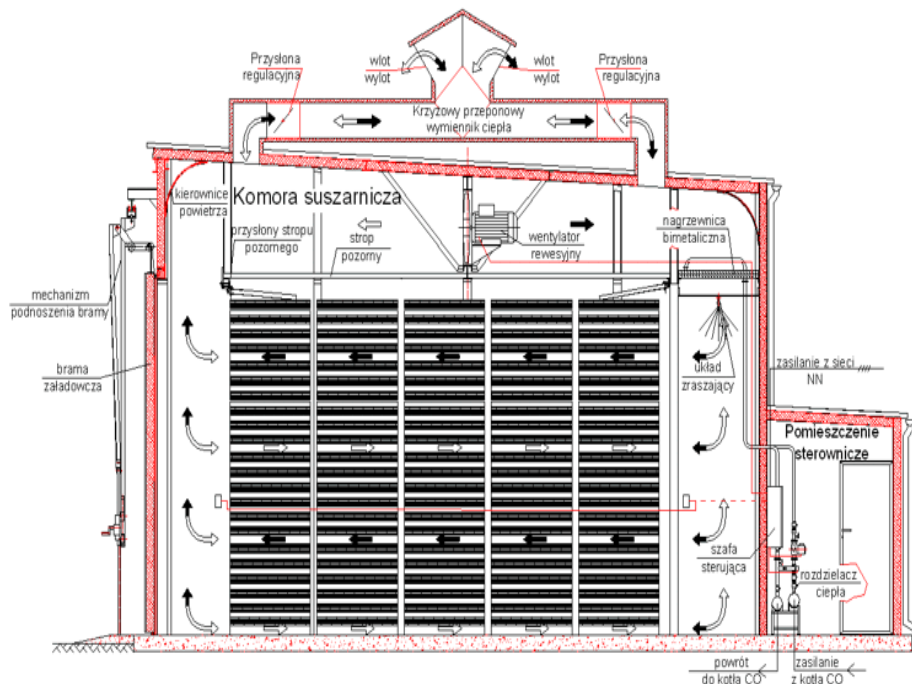 Przysłona
regulacyjna
wlot
wylot
wlot
wylot
Przysłona
regulacyjna
Krzyżowy przeponowy
wymiennik ciepła
kierownice
powietrza
Komora suszarnicza
przysłony stropu
pozornego
strop
pozorny
wentylator
rewesyjny
nagrzewnica
bimetaliczna
mechanizm
podnoszenia bramy
brama
załadowcza
układ
zraszający
zasilanie z sieci
NN
Pomieszczenie
sterownicze
szafa
sterująca
rozdzielacz
ciepła
powrót
do kotła CO
zasilanie
z kotła CO